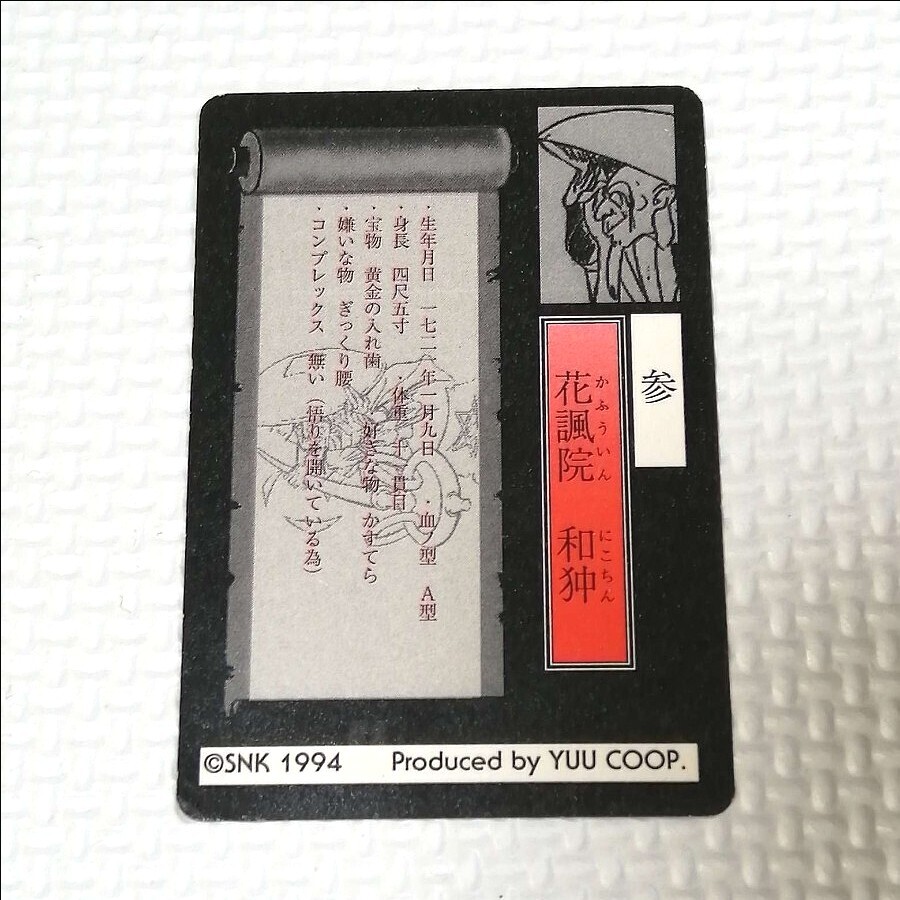 参
花諷院 和狆
かふういん にこちん
・生年月日 一七二一年一月九日 ・血ノ型 A型
・身長 四尺五寸 ・体重 十一貫目
・宝物 黄金の入れ歯 ・好きな物 かすてら
・嫌いな物 ぎっくり腰
・コンプレックス 無い（悟りを開いている為）
©SNK 1994 Produced by YUU COOP.